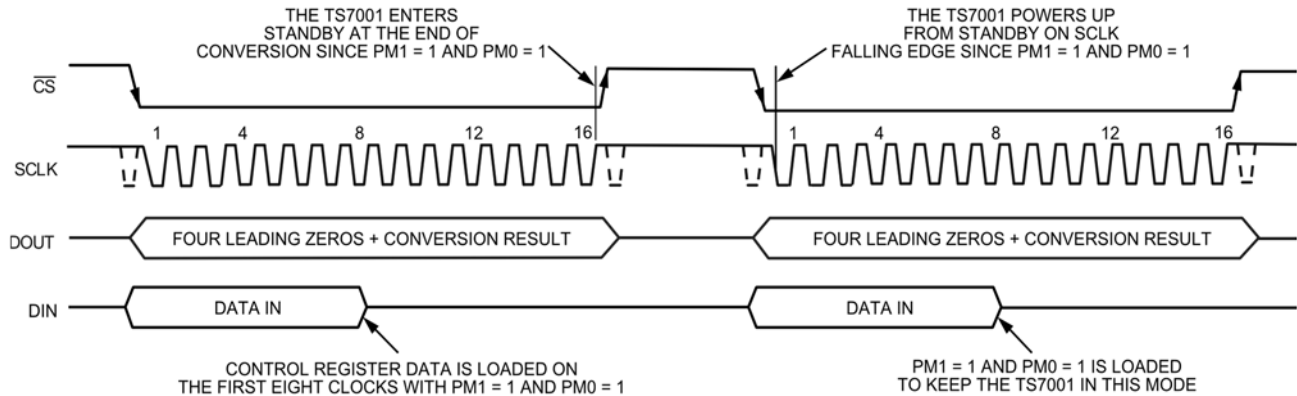 THE TS7001 ENTERS
STANDBY AT THE END OF
CONVERSION SINCE PM1 = 1 AND PM0 = 1
THE TS7001 POWERS UP
FROM STANDBY ON SCLK
FALLING EDGE SINCE PM1 = 1 AND PM0 = 1
CS
1 4 8 12 16 1 4 8 12 16
SCLK
DOUT FOUR LEADING ZEROS + CONVERSION RESULT FOUR LEADING ZEROS + CONVERSION RESULT
DIN DATA IN DATA IN
CONTROL REGISTER DATA IS LOADED ON
THE FIRST EIGHT CLOCKS WITH PM1 = 1 AND PM0 = 1
PM1 = 1 AND PM0 = 1 IS LOADED
TO KEEP THE TS7001 IN THIS MODE